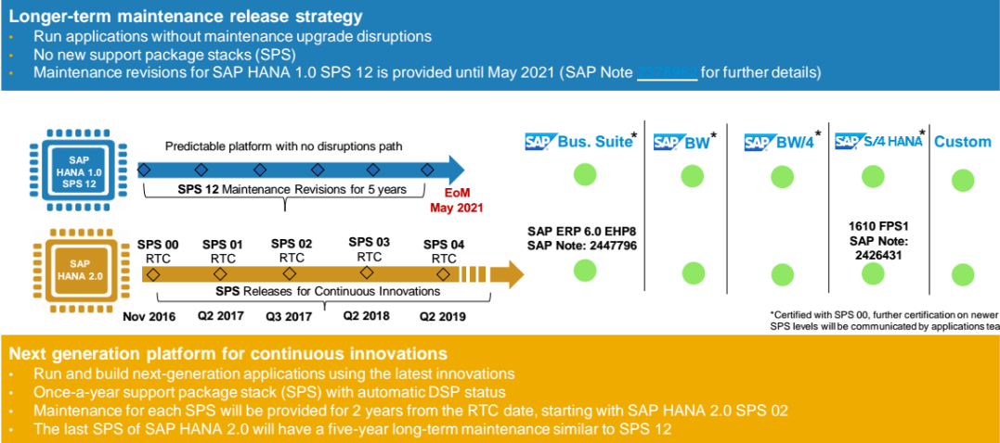 Longer-term maintenance release strategy
• Run applications without maintenance upgrade disruptions
• No new support package stacks (SPS)
• Maintenance revisions for SAP HANA 1.0 SPS 12 is provided until May 2021 (SAP Note for further details)
SAP
HANA 1.0
SPS 12
Predictable platform with no disruptions path
SPS 12 Maintenance Revisions for 5 years
EoM
May 2021
SAP Bus. Suite*
SAP BW*
SAP BW/4*
SAP S/4 HANA*
Custom
SAP
HANA 2.0
SPS 00
RTC
SPS 01
RTC
SPS 02
RTC
SPS 03
RTC
SPS 04
RTC
SPS Releases for Continuous Innovations
Nov 2016
Q2 2017
Q3 2017
Q2 2018
Q2 2019
SAP ERP 6.0 EHP8
SAP Note: 2447796
1610 FPS1
SAP Note:
2426431
*Certified with SPS 00, further certification on newer
SPS levels will be communicated by applications tea
Next generation platform for continuous innovations
• Run and build next-generation applications using the latest innovations
• Once-a-year support package stack (SPS) with automatic DSP status
• Maintenance for each SPS will be provided for 2 years from the RTC date, starting with SAP HANA 2.0 SPS 02
• The last SPS of SAP HANA 2.0 will have a five-year long-term maintenance similar to SPS 12